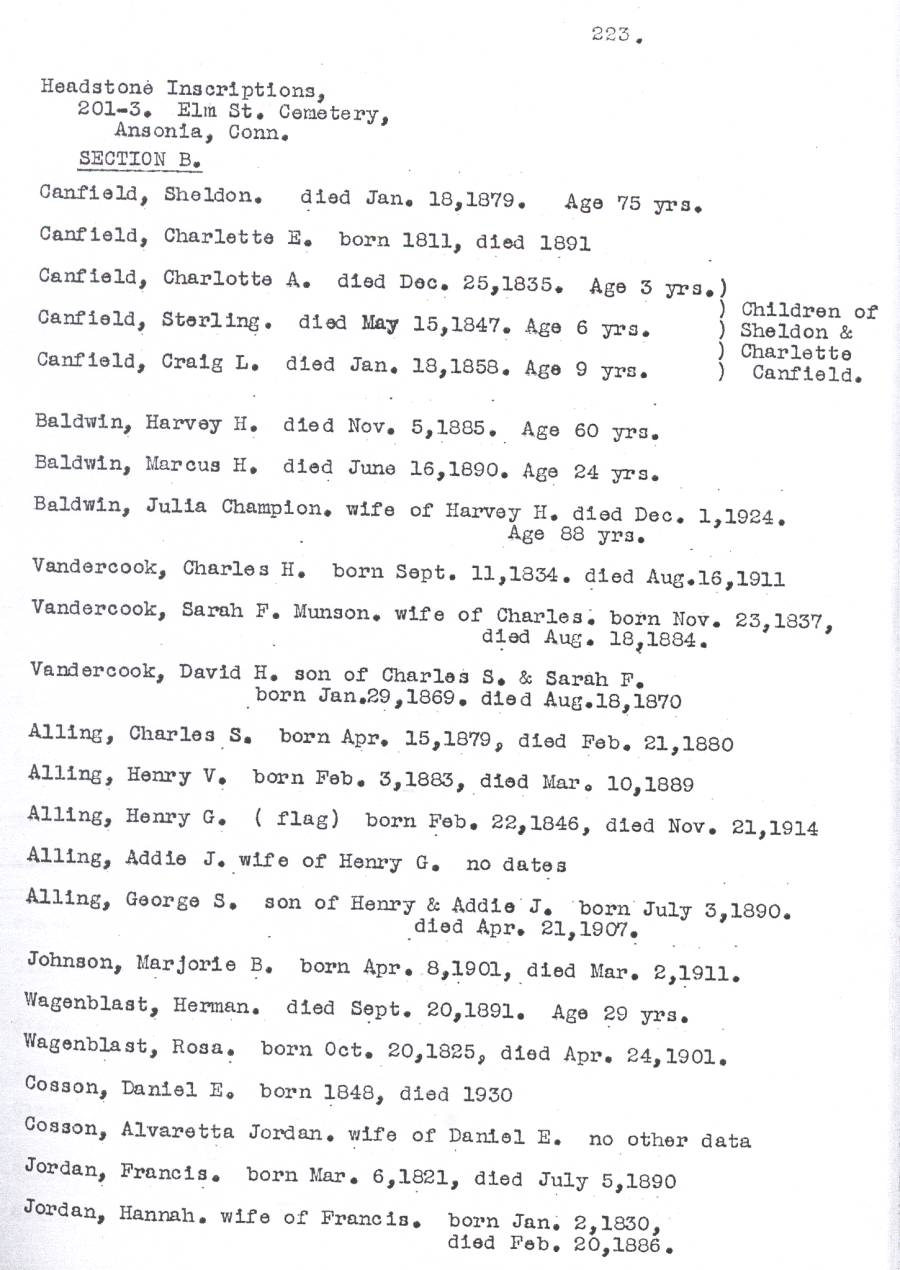 223.
Headstone Inscriptions,
201-3. Elm St. Cemetery,
Ansonia, Conn.
SECTION B.
Canfield, Sheldon. died Jan. 18,1879. Age 75 yrs.
Canfield, Charlette E. born 1811, died 1891
Canfield, Charlotte A. died Dec. 25,1835. Age 3 yrs.)
) Children of
Canfield, Sterling. died May 15,1847. Age 6 yrs. ) Sheldon &
) Charlette
Canfield, Craig L. died Jan. 18,1858. Age 9 yrs. ) Canfield.
Baldwin, Harvey H. died Nov. 5,1885. Age 60 yrs.
Baldwin, Marcus H. died June 16,1890. Age 24 yrs.
Baldwin, Julia Champion. wife of Harvey H. died Dec. 1,1924.
Age 88 yrs.
Vandercook, Charles H. born Sept. 11,1834. died Aug.16,1911
Vandercook, Sarah F. Munson. wife of Charles. born Nov. 23,1837,
died Aug. 18,1884.
Vandercook, David H. son of Charles S. & Sarah F.
born Jan.29,1869. died Aug.18,1870
Alling, Charles S. born Apr. 15,1879, died Feb. 21,1880
Alling, Henry V. born Feb. 3,1883, died Mar. 10,1889
Alling, Henry G. ( flag) born Feb. 22,1846, died Nov. 21,1914
Alling, Addie J. wife of Henry G. no dates
Alling, George S. son of Henry & Addie J. born July 3,1890.
died Apr. 21,1907.
Johnson, Marjorie B. born Apr. 8,1901, died Mar. 2,1911.
Wagenblast, Herman. died Sept. 20,1891. Age 29 yrs.
Wagenblast, Rosa. born Oct. 20,1825, died Apr. 24,1901.
Cosson, Daniel E. born 1848, died 1930
Cosson, Alvaretta Jordan. wife of Daniel E. no other data
Jordan, Francis. born Mar. 6,1821, died July 5,1890
Jordan, Hannah. wife of Francis. born Jan. 2,1830,
died Feb. 20,1886.